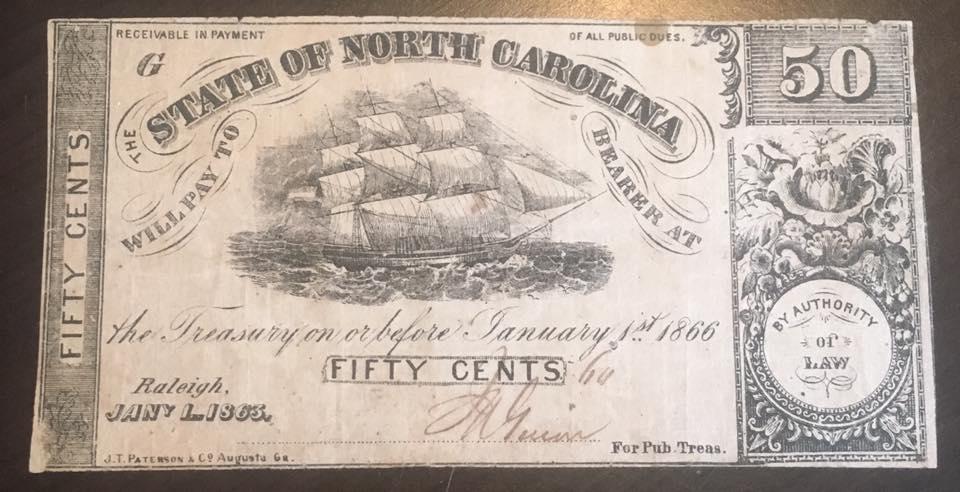 RECEIVABLE IN PAYMENT OF ALL PUBLIC DUES.
G
50
THE STATE OF NORTH CAROLINA
WILL PAY TO BEARER AT
FIFTY CENTS
the Treasury on or before January 1st. 1866
FIFTY CENTS
BY AUTHORITY
OF
LAW
Raleigh,
JANY 1. 1863.
For Pub. Treas.
J.T. PATERSON & Co Augusta Ga.